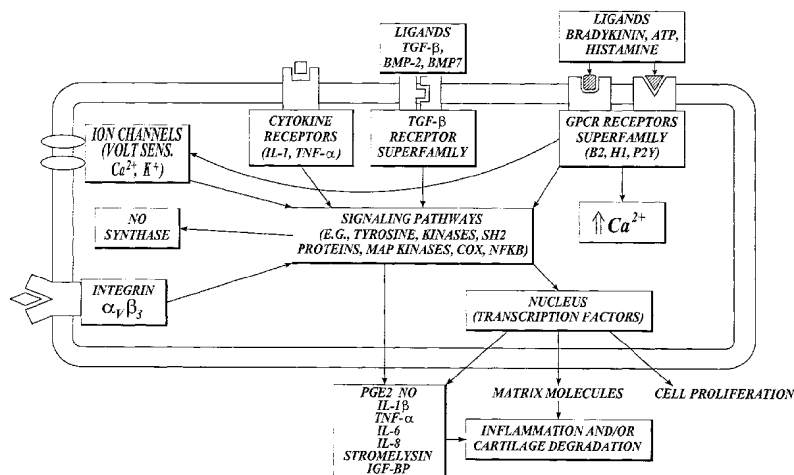 LIGANDS
TGF-β,
BMP-2, BMP7
LIGANDS
BRADYKININ, ATP,
HISTAMINE
ION CHANNELS
(VOLT SENS.
Ca2+, K+)
CYTOKINE
RECEPTORS
(IL-1, TNF-α)
TGF-β
RECEPTOR
SUPERFAMILY
GPCR RECEPTORS
SUPERFAMILY
(B2, H1, P2Y)
NO
SYNTHASE
SIGNALING PATHWAYS
(E.G., TYROSINE, KINASES, SH2
PROTEINS, MAP KINASES, COX, NFKB)
⇑ Ca2+
INTEGRIN
αVβ3
NUCLEUS
(TRANSCRIPTION FACTORS)
PGE2 NO
IL-1β
TNF-α
IL-6
IL-8
STROMELYSIN
IGF-BP
MATRIX MOLECULES
CELL PROLIFERATION
INFLAMMATION AND/OR
CARTILAGE DEGRADATION